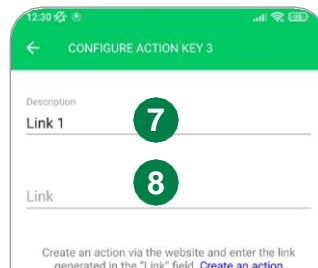 12:30
CONFIGURE ACTION KEY 3
Description
Link 1
7
Link
8
Create an action via the website and enter the link
generated in the "Link" field. Create an action